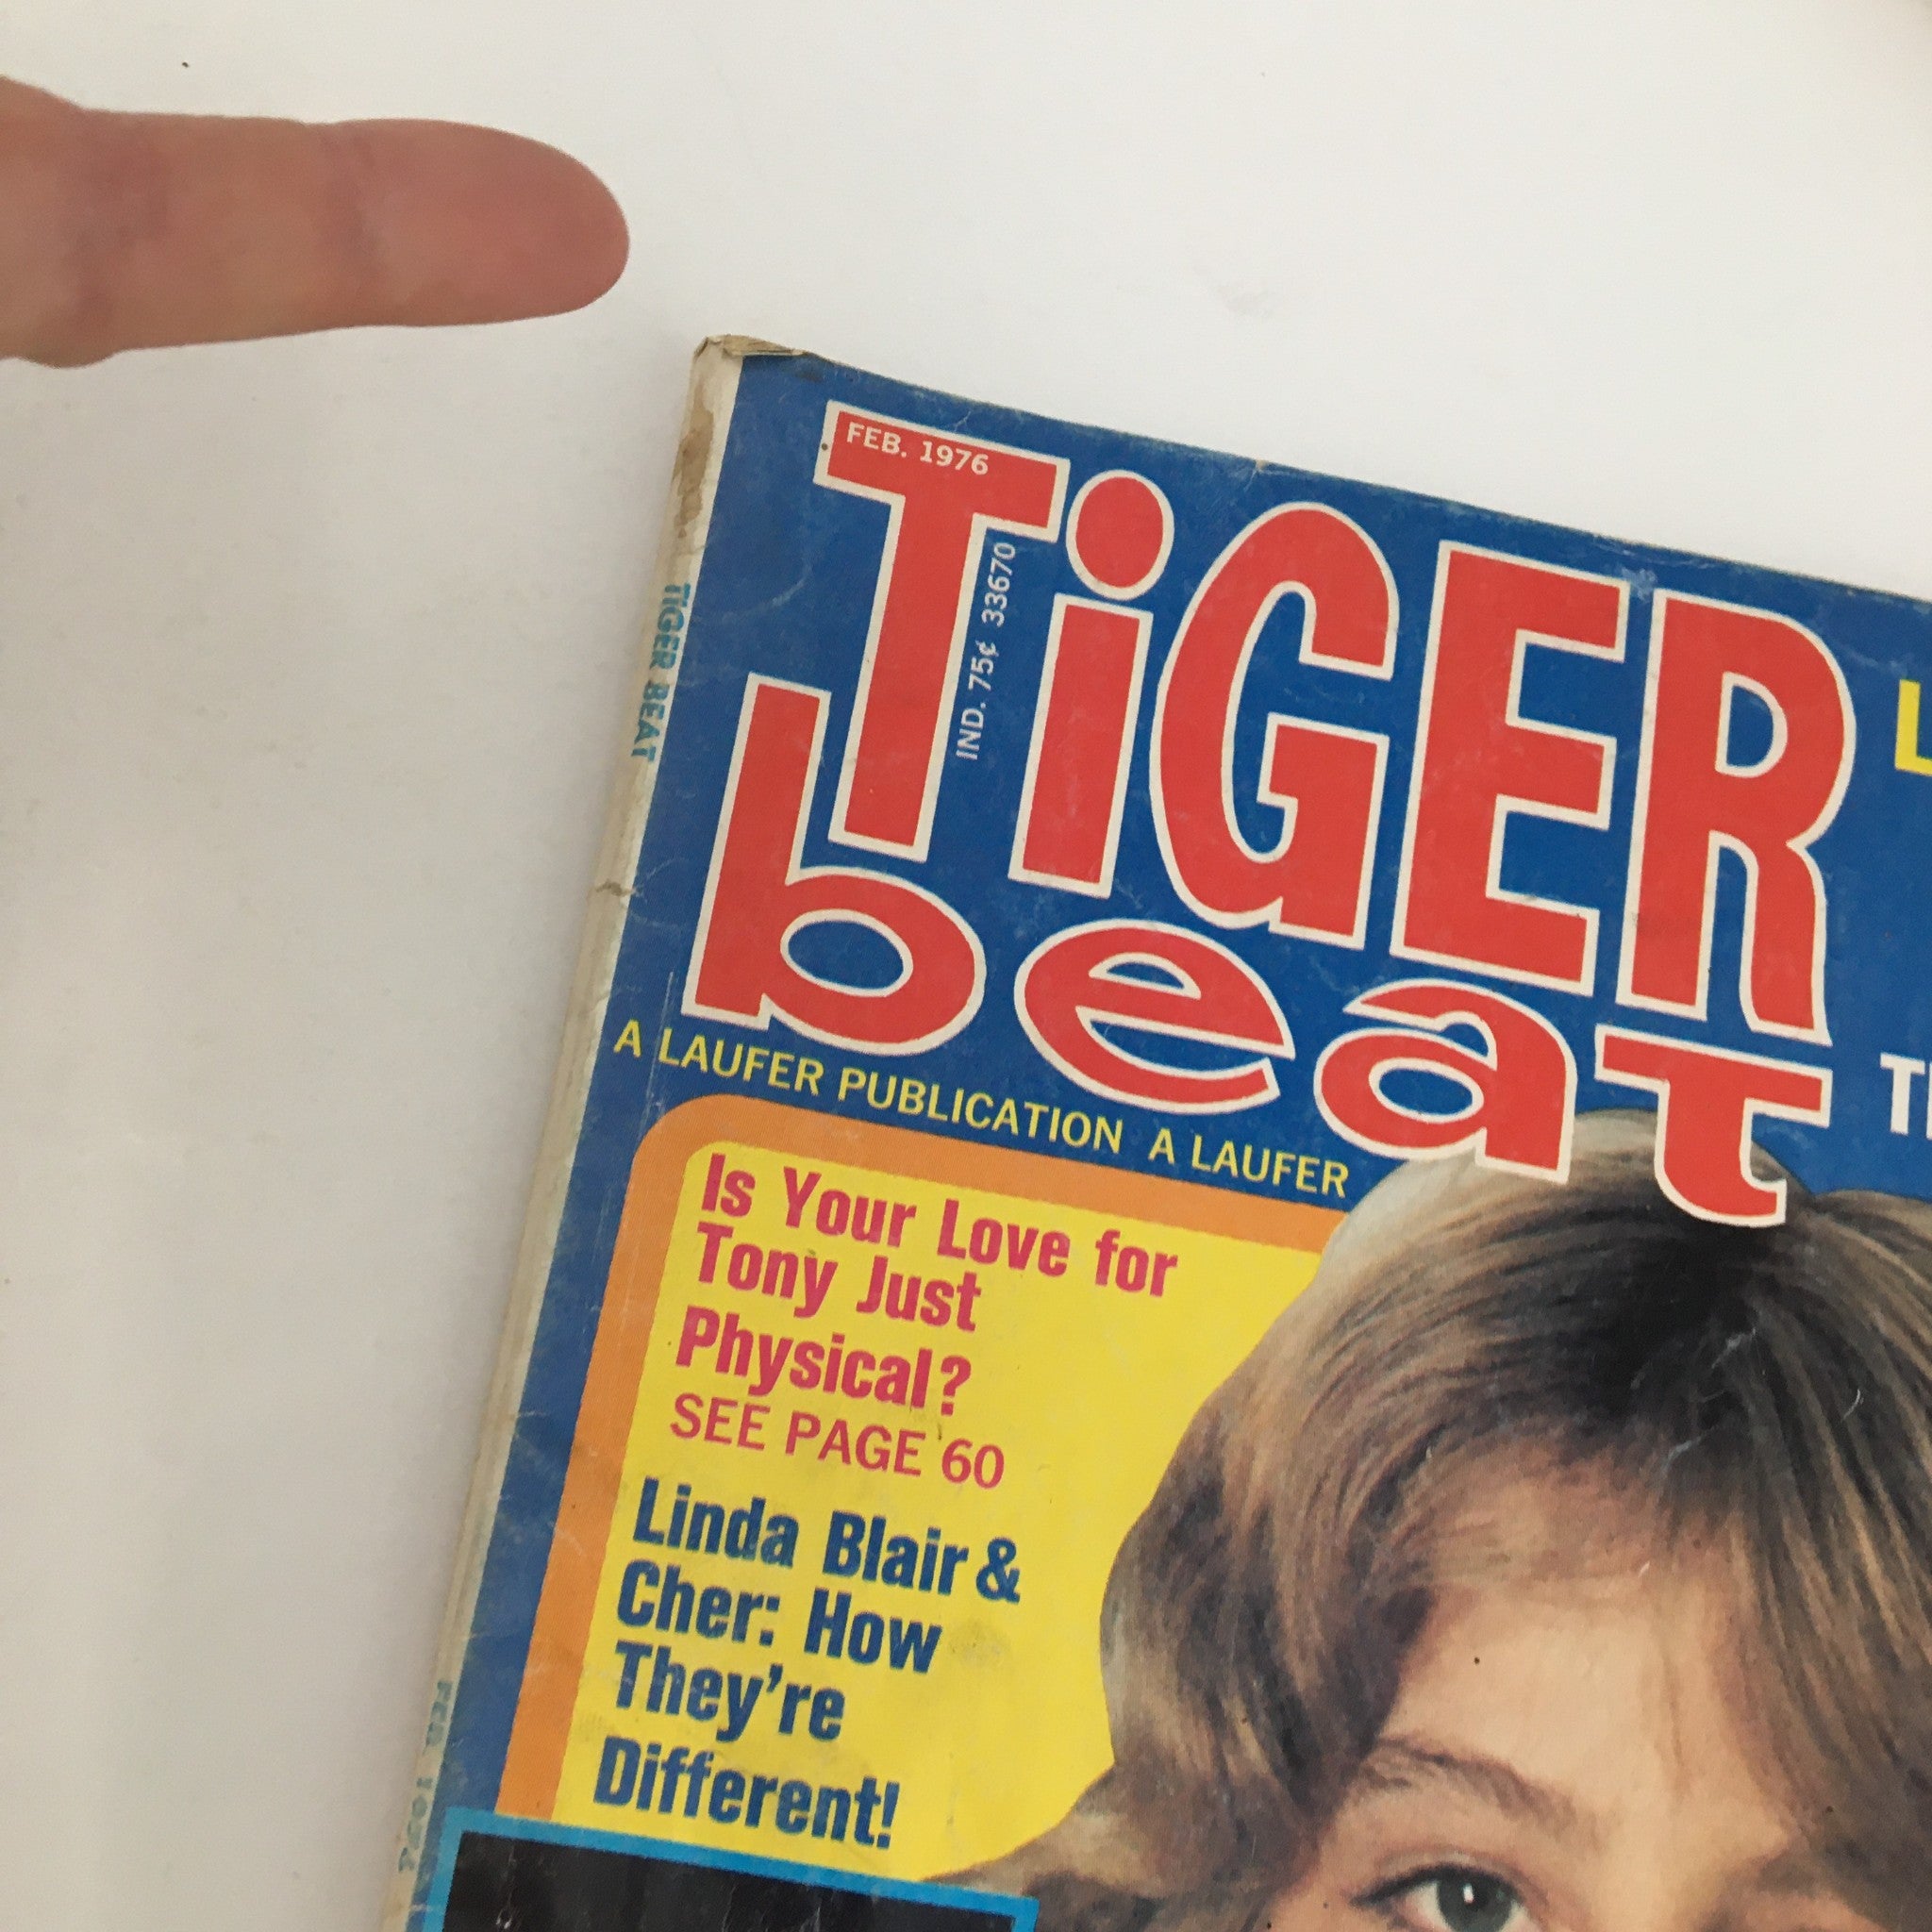 FEB. 1976
TiGER
beat
IND. 75¢ 33670
TiGER BEAT
A LAUFER PUBLICATION A LAUFER
Is Your Love for
Tony Just
Physical?
SEE PAGE 60
Linda Blair &
Cher: How
They're
Different!